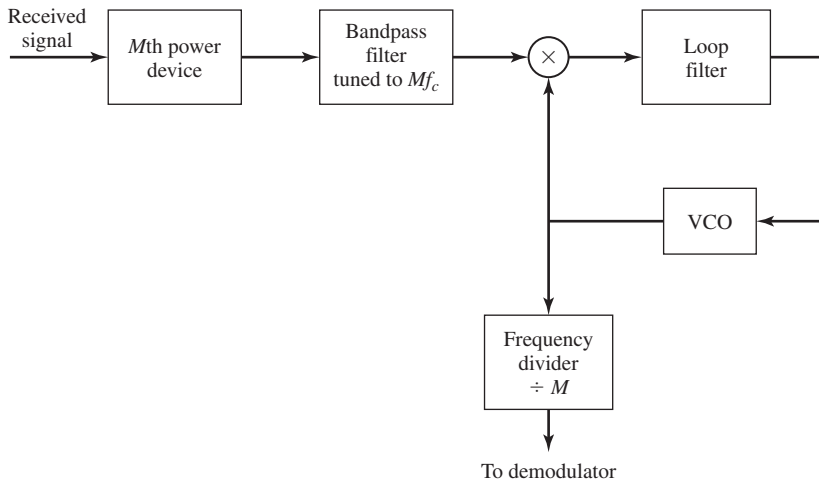 Received
signal
Mth power
device
Bandpass
filter
tuned to Mfc
×
Loop
filter
VCO
Frequency
divider
÷ M
To demodulator